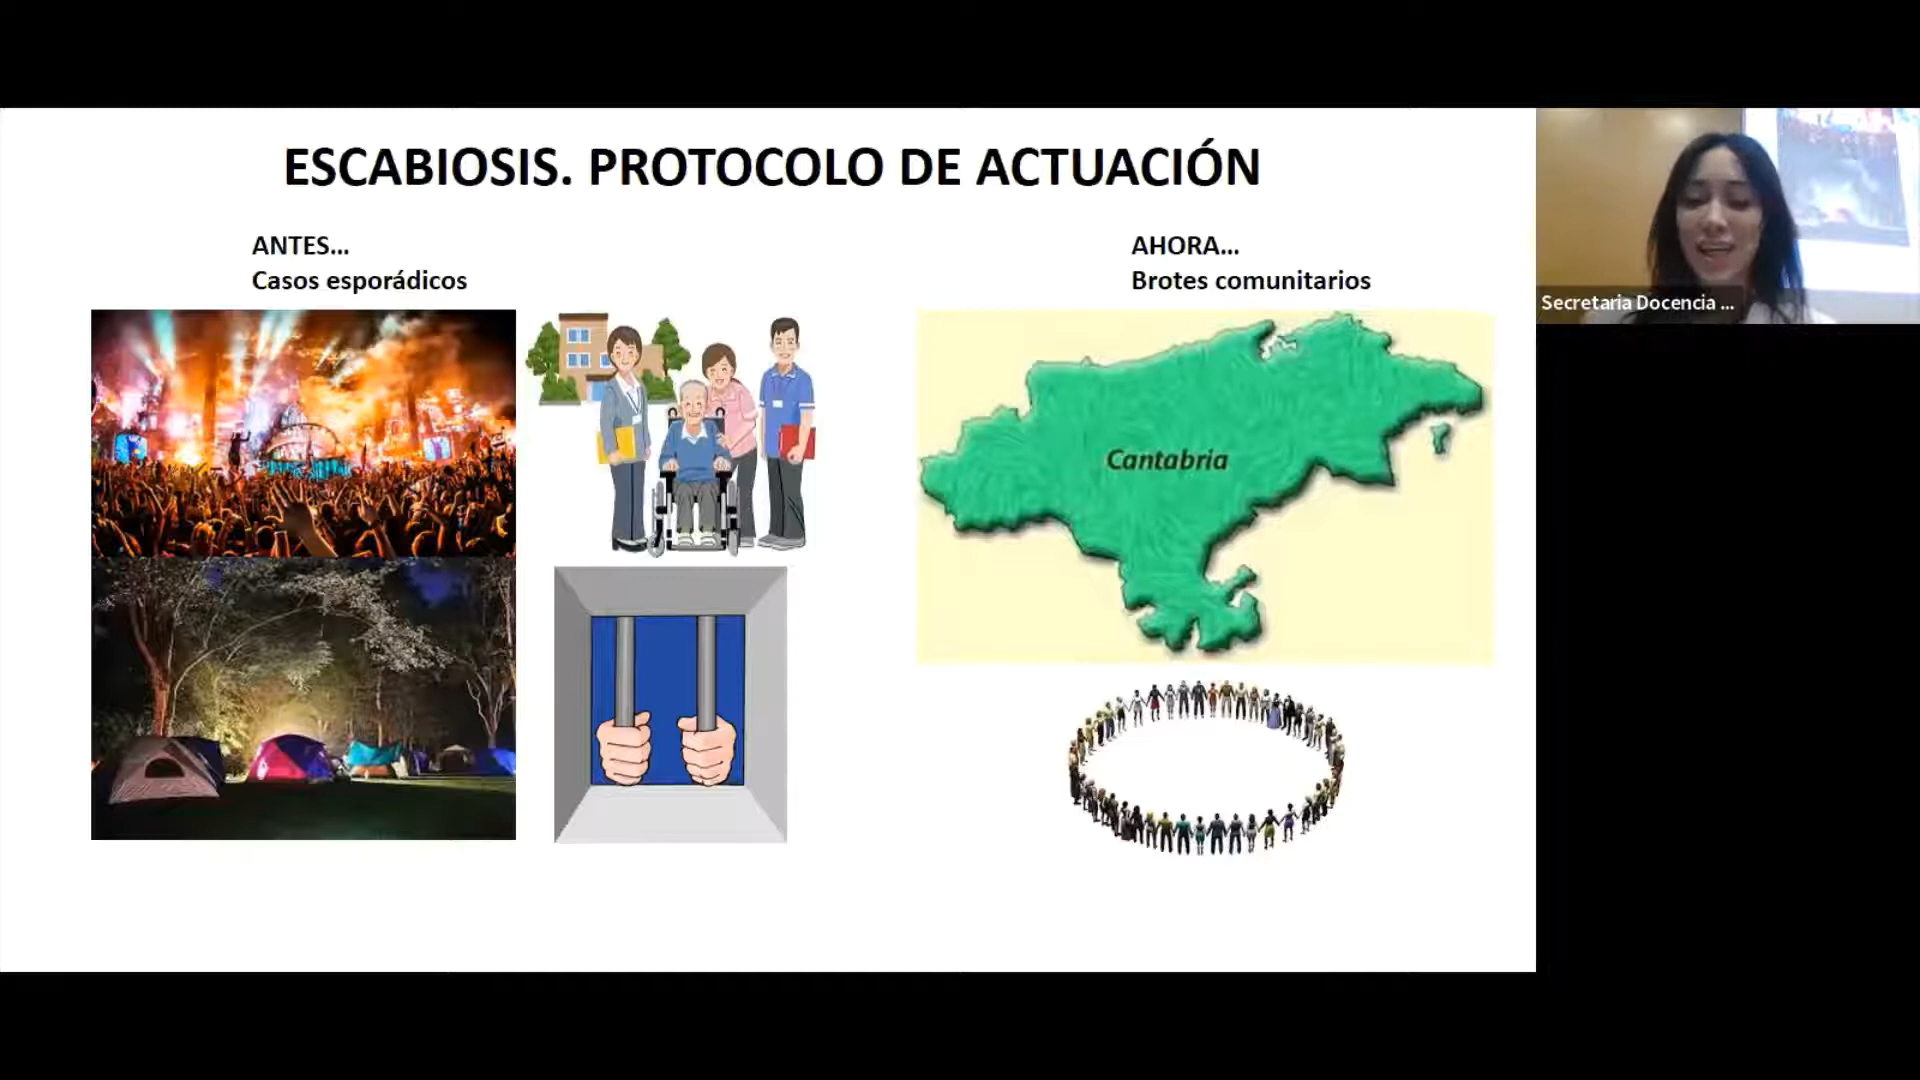 ESCABIOSIS. PROTOCOLO DE ACTUACIÓN
ANTES...
Casos esporádicos
AHORA...
Brotes comunitarios
Cantabria
Secretaria Docencia ...